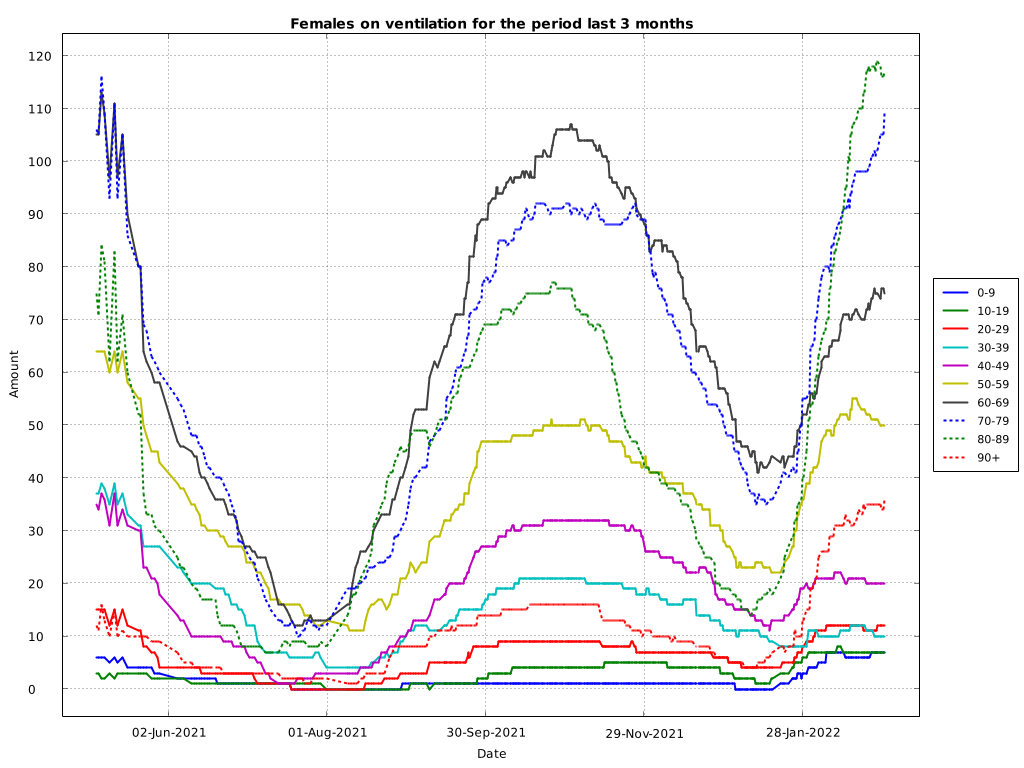 Females on ventilation for the period last 3 months
120
110
100
90
80
70
60
50
40
30
20
10
0
Amount
02-Jun-2021
01-Aug-2021
30-Sep-2021
29-Nov-2021
28-Jan-2022
Date
0-9
10-19
20-29
30-39
40-49
50-59
60-69
70-79
80-89
90+